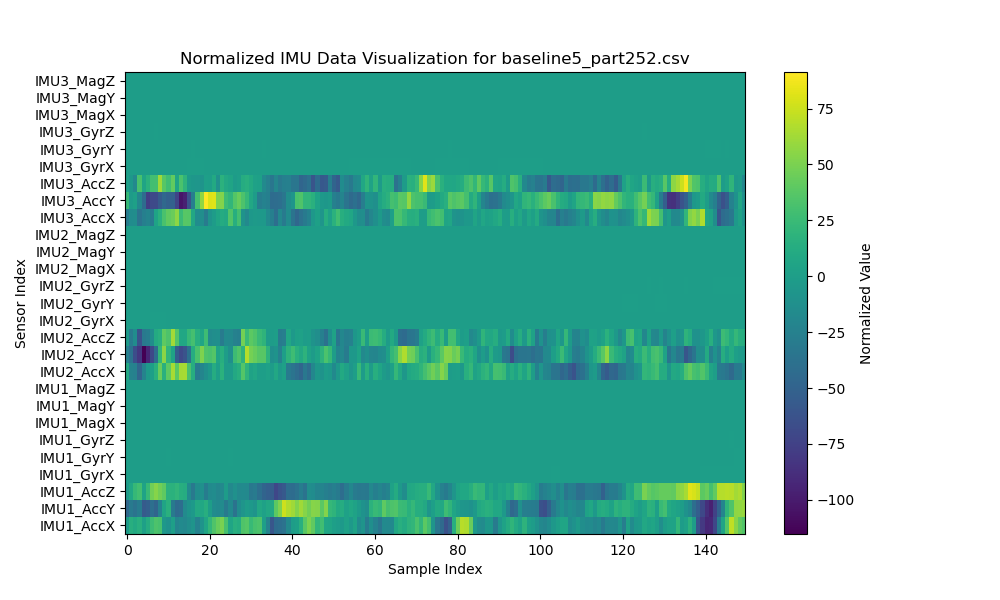 Normalized IMU Data Visualization for baseline5_part252.csv
IMU3_MagZ
IMU3_MagY
IMU3_MagX
IMU3_GyrZ
IMU3_GyrY
IMU3_GyrX
IMU3_AccZ
IMU3_AccY
IMU3_AccX
IMU2_MagZ
IMU2_MagY
IMU2_MagX
IMU2_GyrZ
IMU2_GyrY
IMU2_GyrX
IMU2_AccZ
IMU2_AccY
IMU2_AccX
IMU1_MagZ
IMU1_MagY
IMU1_MagX
IMU1_GyrZ
IMU1_GyrY
IMU1_GyrX
IMU1_AccZ
IMU1_AccY
IMU1_AccX
Sensor Index
0 20 40 60 80 100 120 140
Sample Index
75
50
25
0
−25
−50
−75
−100
Normalized Value